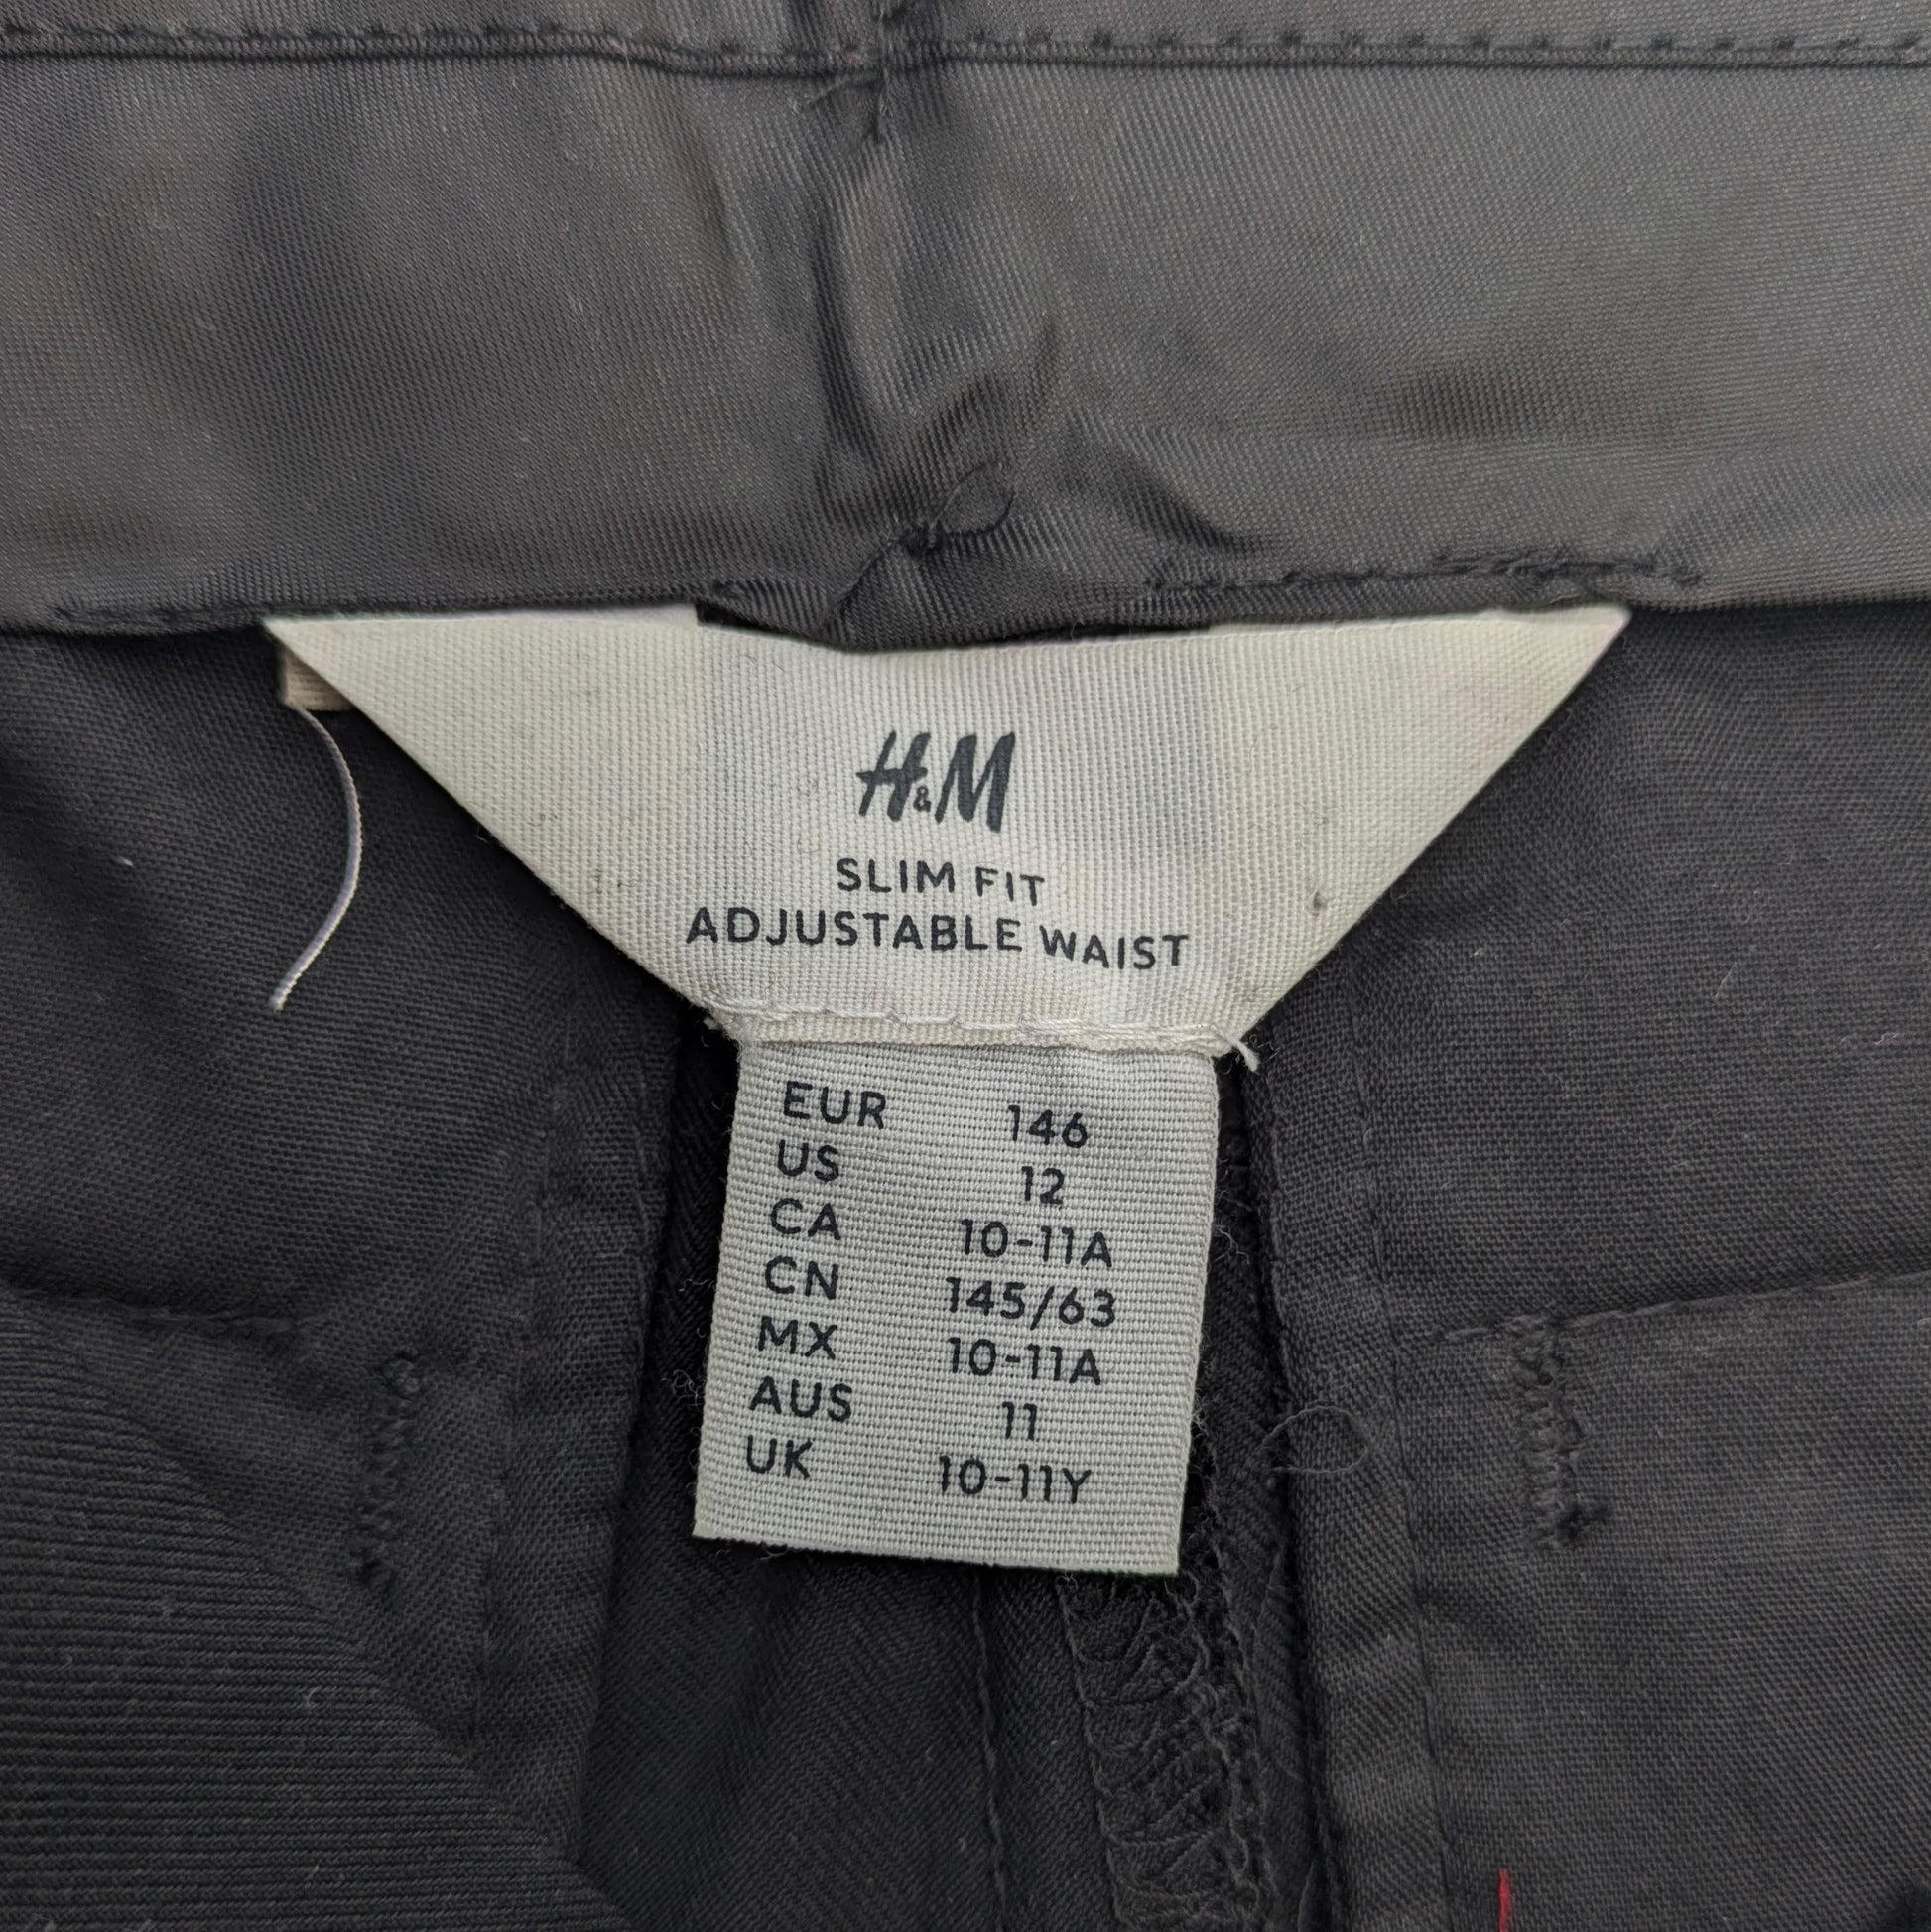 H&M
SLIM FIT
ADJUSTABLE WAIST
EUR 146
US 12
CA 10-11A
CN 145/63
MX 10-11A
AUS 11
UK 10-11Y